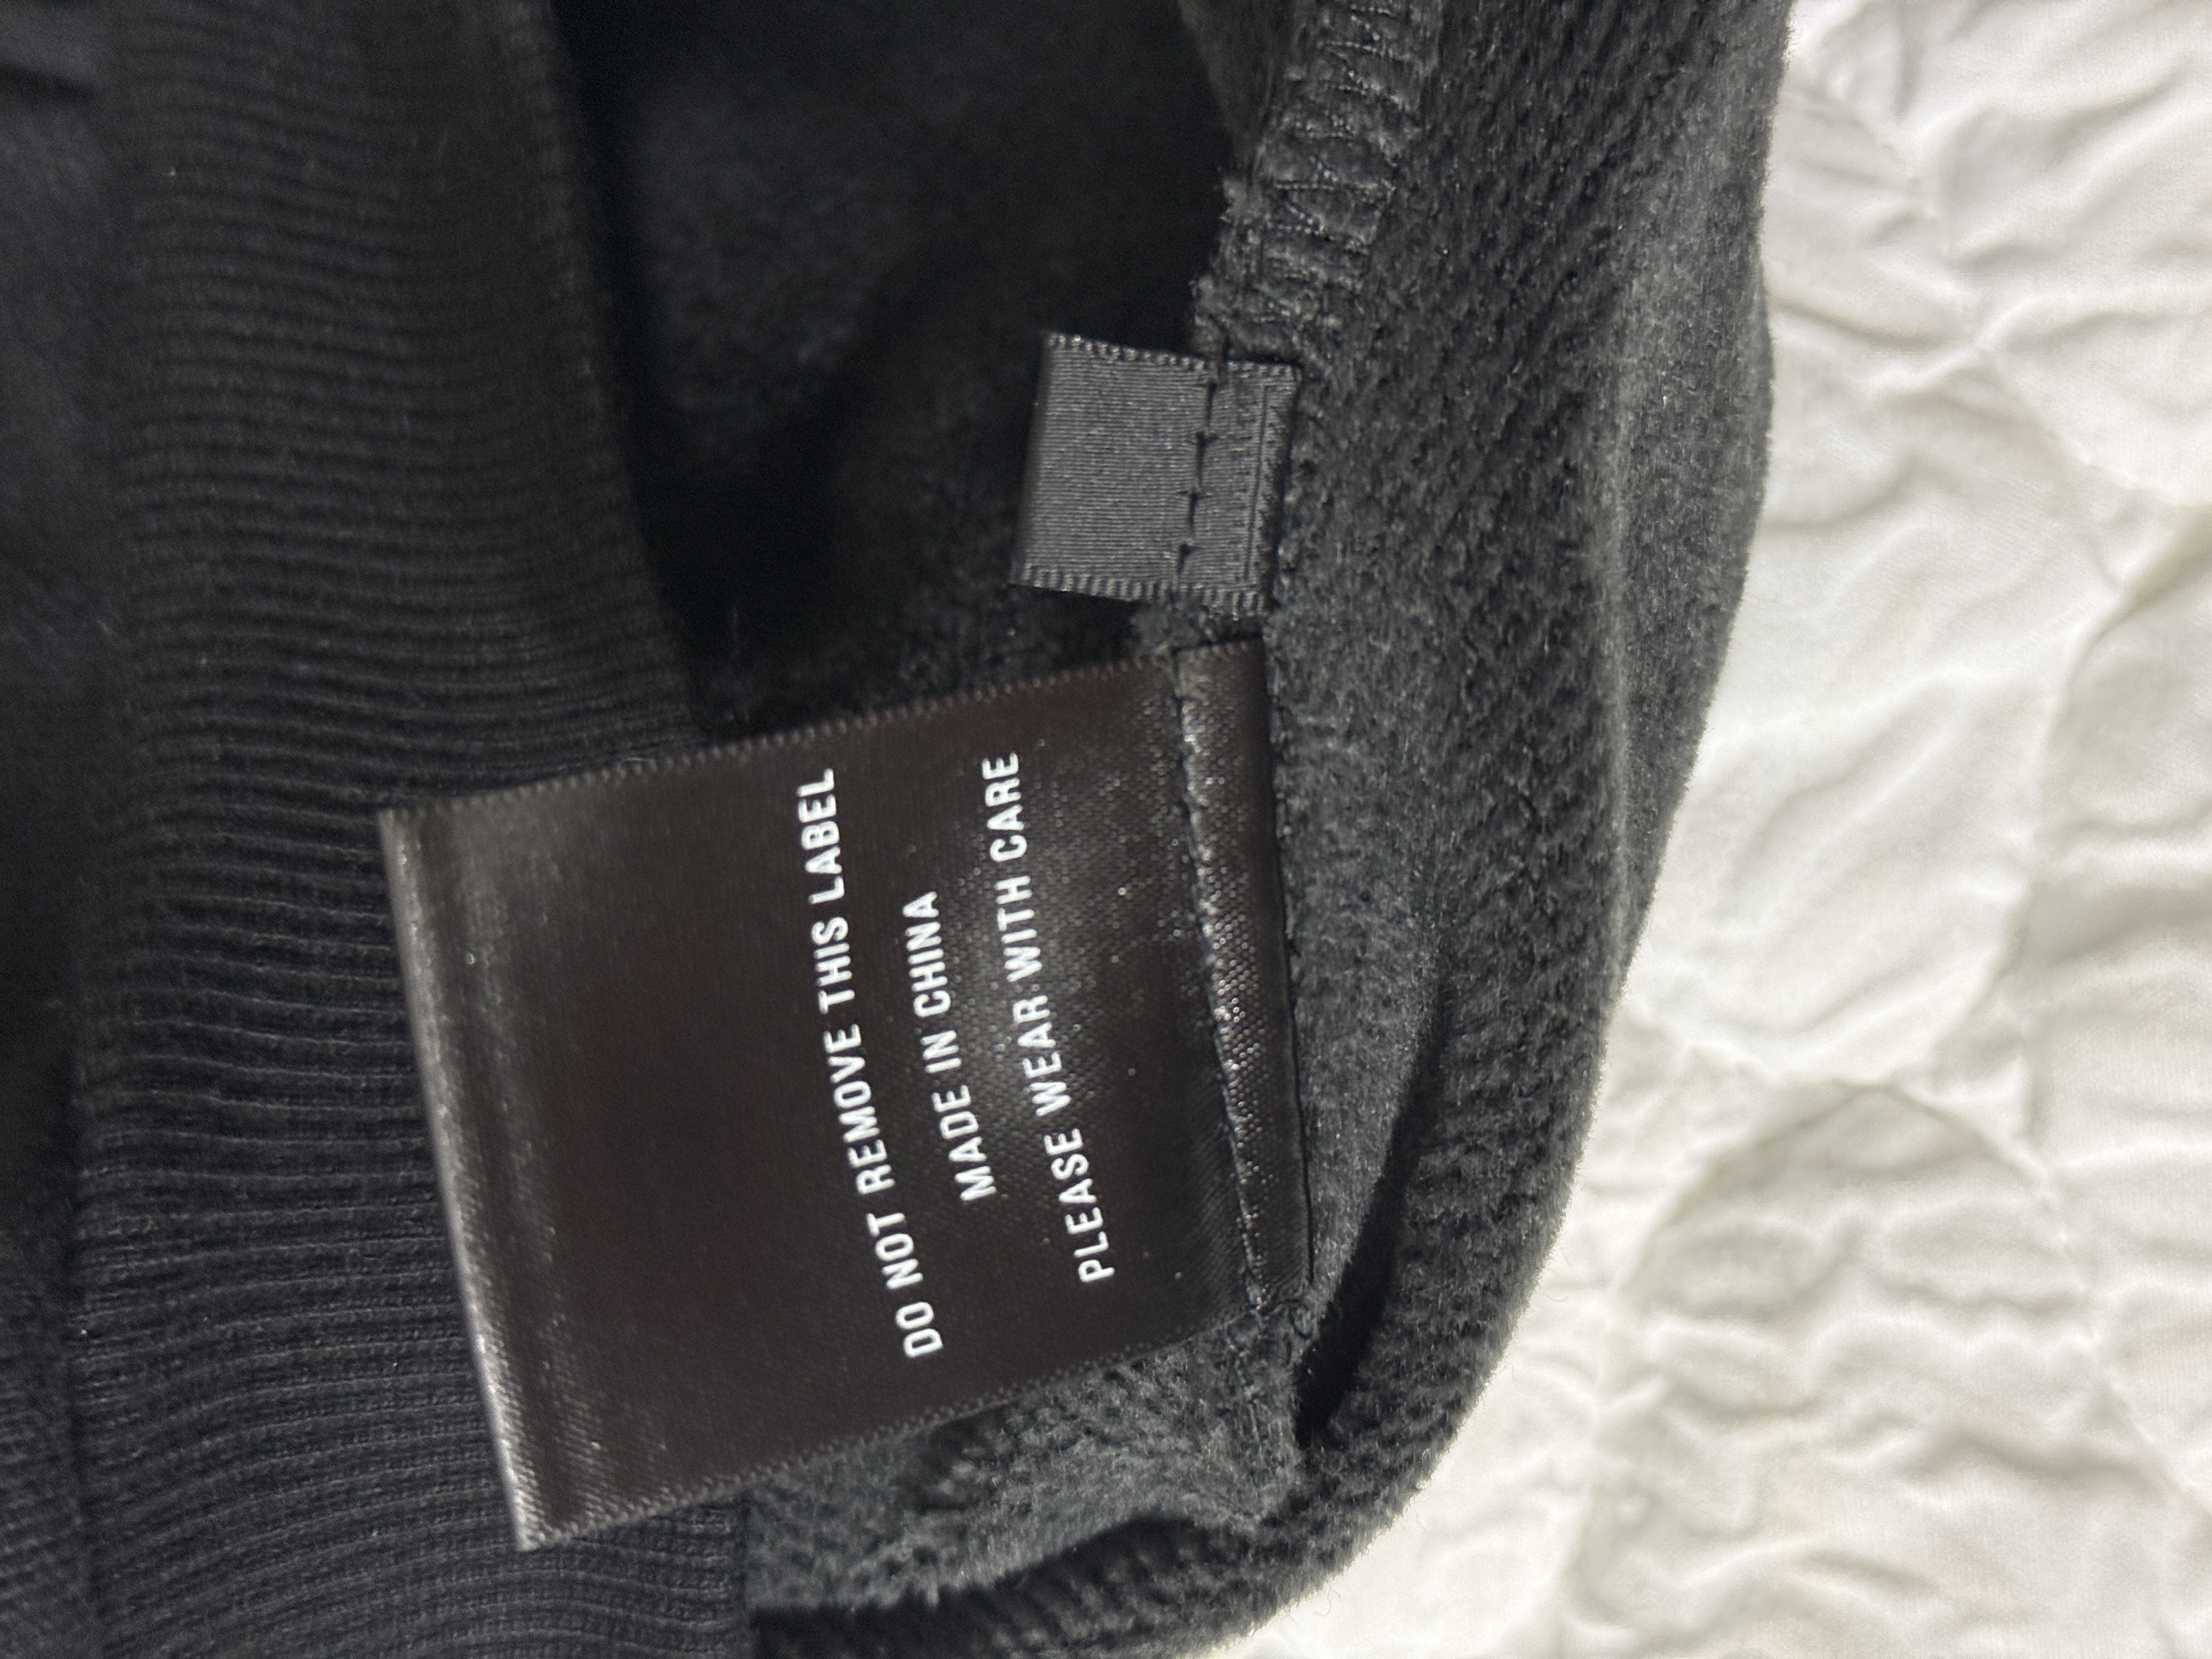 DO NOT REMOVE THIS LABEL
MADE IN CHINA
PLEASE WEAR WITH CARE